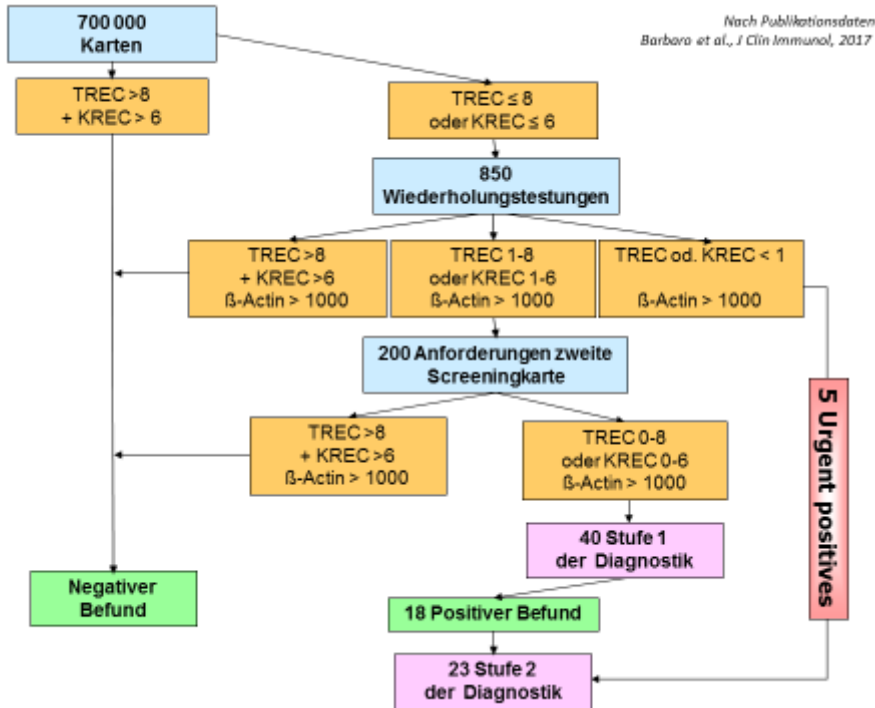 700 000
Karten
Nach Publikationsdaten
Barbaro et al., J Clin Immunol, 2017
TREC >8
+ KREC > 6
TREC ≤ 8
oder KREC ≤ 6
850
Wiederholungstestungen
TREC >8
+ KREC >6
ß-Actin > 1000
TREC 1-8
oder KREC 1-6
ß-Actin > 1000
TREC od. KREC < 1
ß-Actin > 1000
200 Anforderungen zweite
Screeningkarte
TREC >8
+ KREC >6
ß-Actin > 1000
TREC 0-8
oder KREC 0-6
ß-Actin > 1000
5 Urgent positives
40 Stufe 1
der Diagnostik
Negativer
Befund
18 Positiver Befund
23 Stufe 2
der Diagnostik